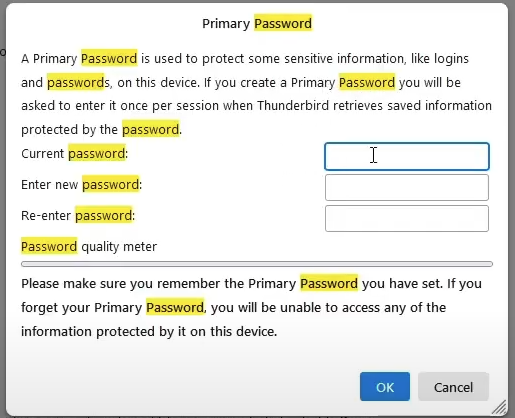 Primary Password
A Primary Password is used to protect some sensitive information, like logins
and passwords, on this device. If you create a Primary Password you will be
asked to enter it once per session when Thunderbird retrieves saved information
protected by the password.
Current password:
Enter new password:
Re-enter password:
Password quality meter
Please make sure you remember the Primary Password you have set. If you
forget your Primary Password, you will be unable to access any of the
information protected by it on this device.
OK Cancel